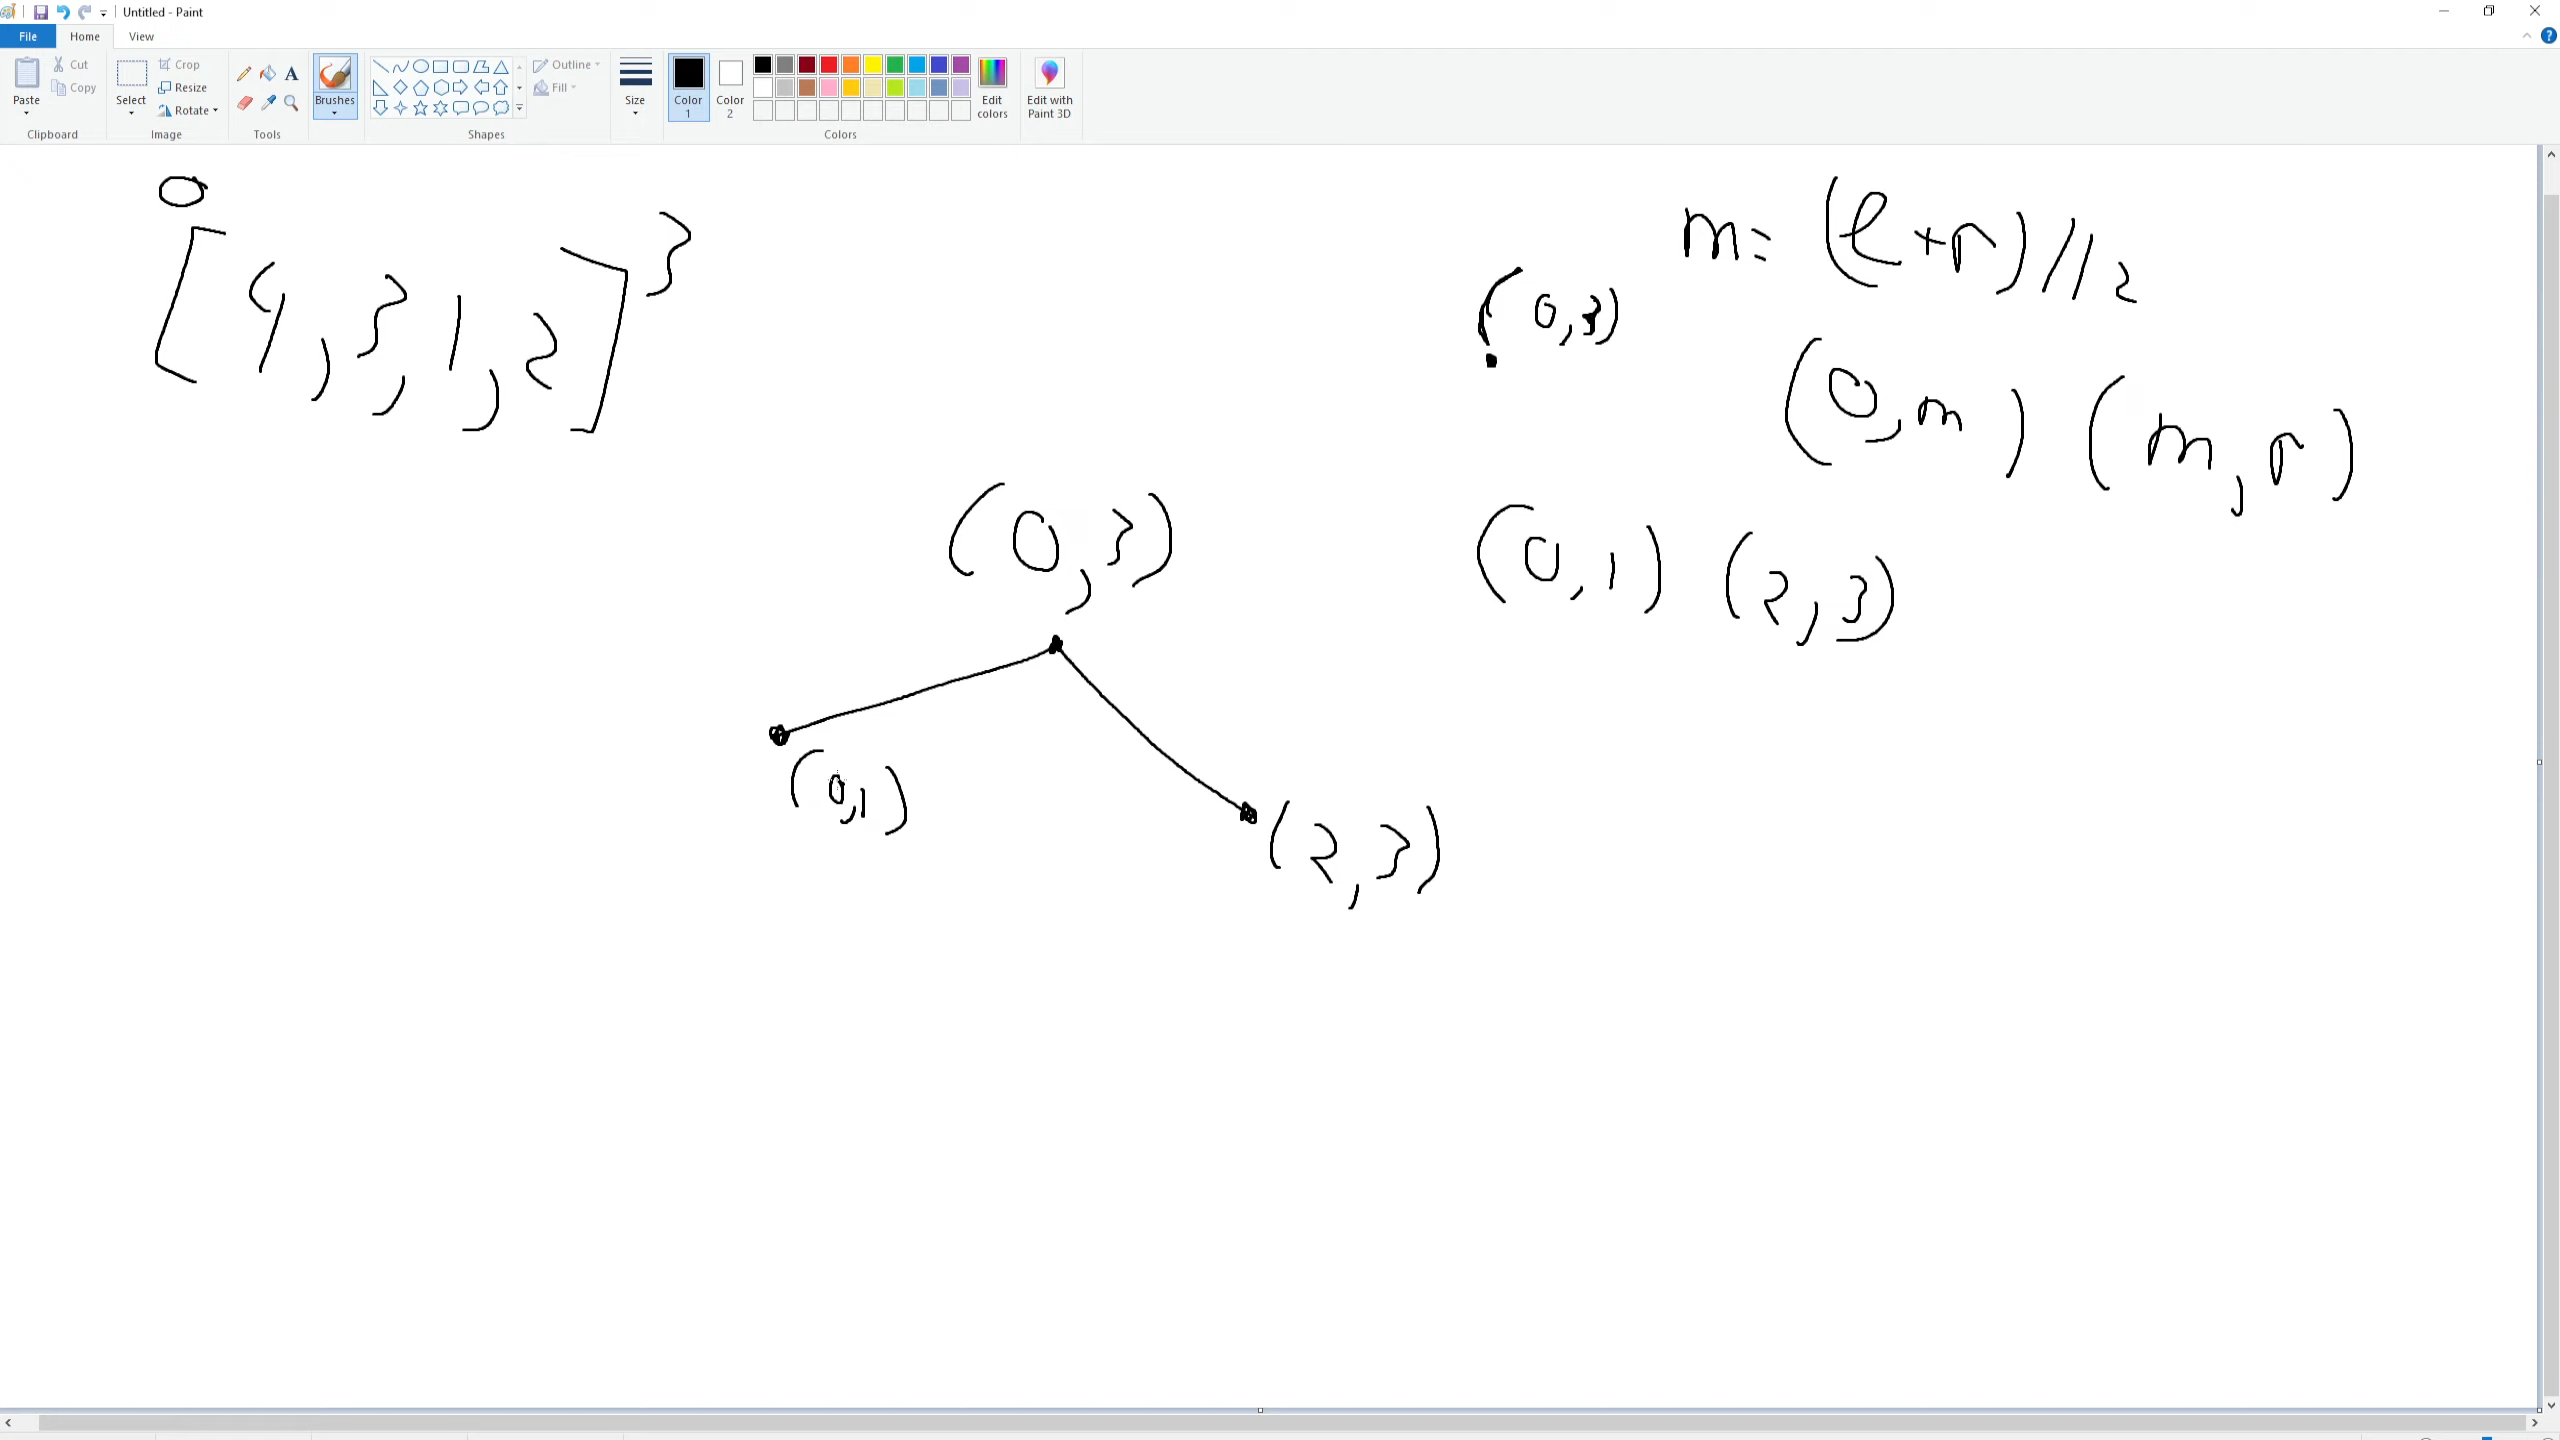 Untitled - Paint
File Home View
Paste
Cut
Copy
Clipboard
Select
Crop
Resize
Rotate
Image
Tools
Brushes
Shapes
Outline
Fill
Size
Color 1
Color 2
Edit colors
Colors
Edit with Paint 3D
0
[4, 3, 1, 2] 3
m = (l + r) // 2
(0, 3)
(0, m) (m, r)
(0, 3)
(0, 1) (2, 3)
(0, 1)
(2, 3)